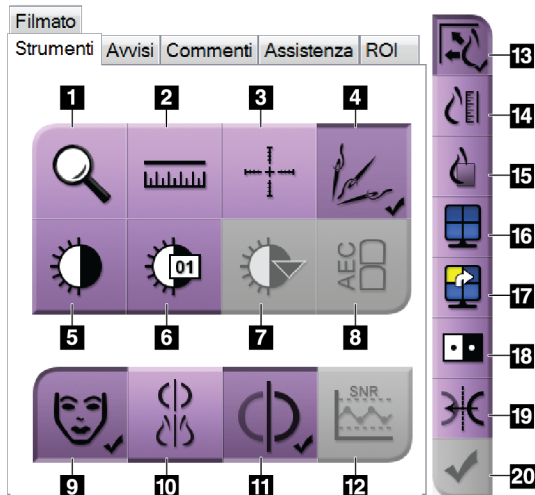 Filmato
Strumenti Avvisi Commenti Assistenza ROI
1 2 3 4
01
AEC
5 6 7 8
SNR
9 10 11 12
13
14
15
16
17
18
19
20